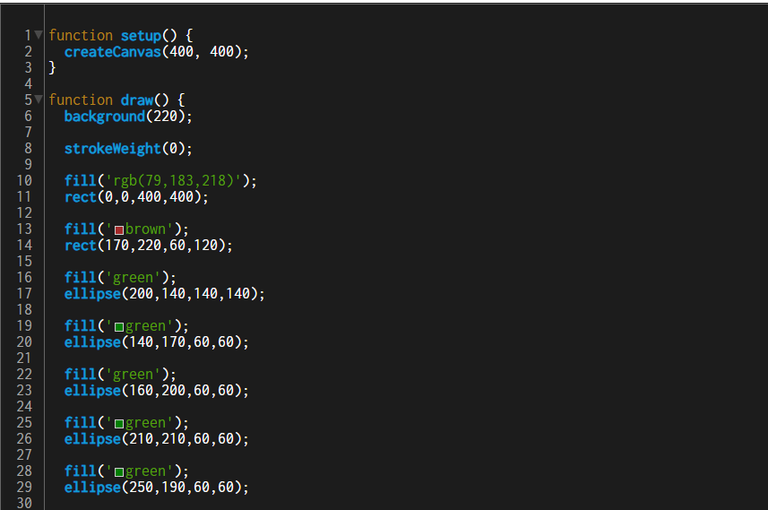 1 function setup() {
2 createCanvas(400, 400);
3 }
4
5 function draw() {
6 background(220);
7
8 strokeWeight(0);
9
10 fill('rgb(79,183,218)');
11 rect(0,0,400,400);
12
13 fill('brown');
14 rect(170,220,60,120);
15
16 fill('green');
17 ellipse(200,140,140,140);
18
19 fill('green');
20 ellipse(140,170,60,60);
21
22 fill('green');
23 ellipse(160,200,60,60);
24
25 fill('green');
26 ellipse(210,210,60,60);
27
28 fill('green');
29 ellipse(250,190,60,60);
30